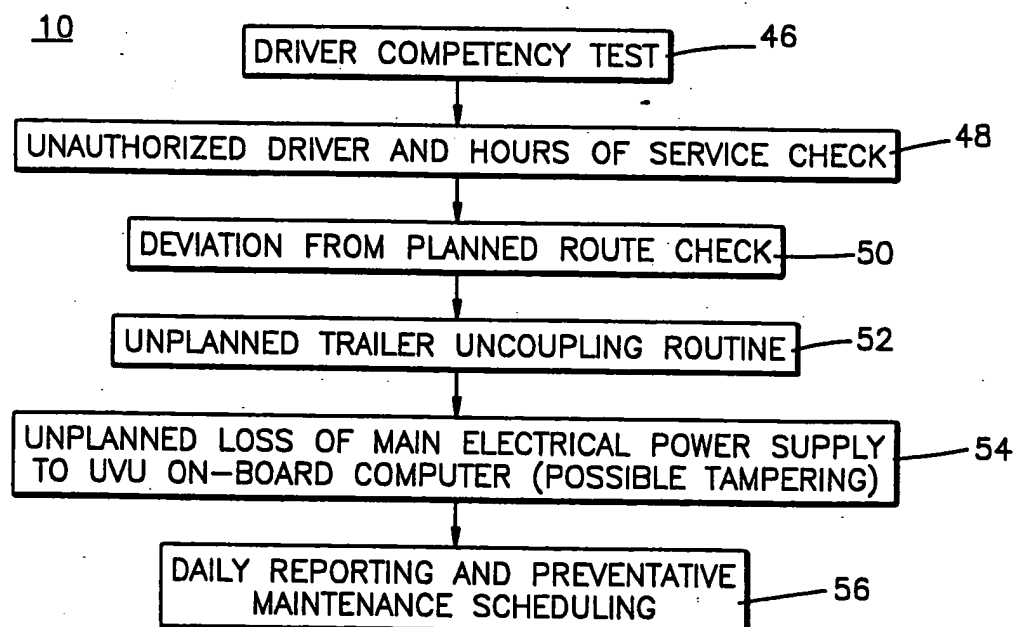 10
DRIVER COMPETENCY TEST
46
UNAUTHORIZED DRIVER AND HOURS OF SERVICE CHECK
48
DEVIATION FROM PLANNED ROUTE CHECK
50
UNPLANNED TRAILER UNCOUPLING ROUTINE
52
UNPLANNED LOSS OF MAIN ELECTRICAL POWER SUPPLY
TO UVU ON-BOARD COMPUTER (POSSIBLE TAMPERING)
54
DAILY REPORTING AND PREVENTATIVE
MAINTENANCE SCHEDULING
56